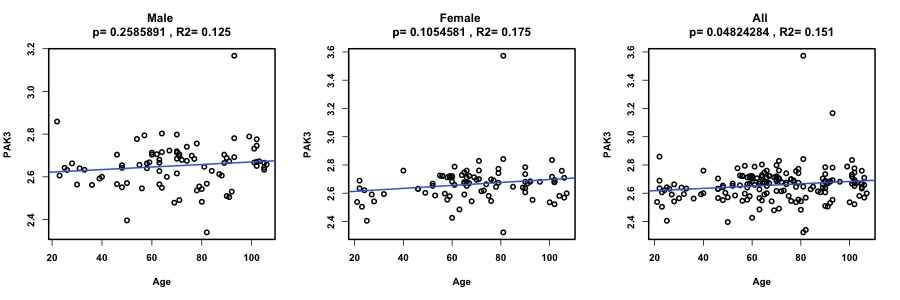 Male
p= 0.2585891 , R2= 0.125
PAK3
3.2
3.0
2.8
2.6
2.4
20 40 60 80 100
Age
Female
p= 0.1054581 , R2= 0.175
PAK3
3.6
3.4
3.2
3.0
2.8
2.6
2.4
20 40 60 80 100
Age
All
p= 0.04824284 , R2= 0.151
PAK3
3.6
3.4
3.2
3.0
2.8
2.6
2.4
20 40 60 80 100
Age